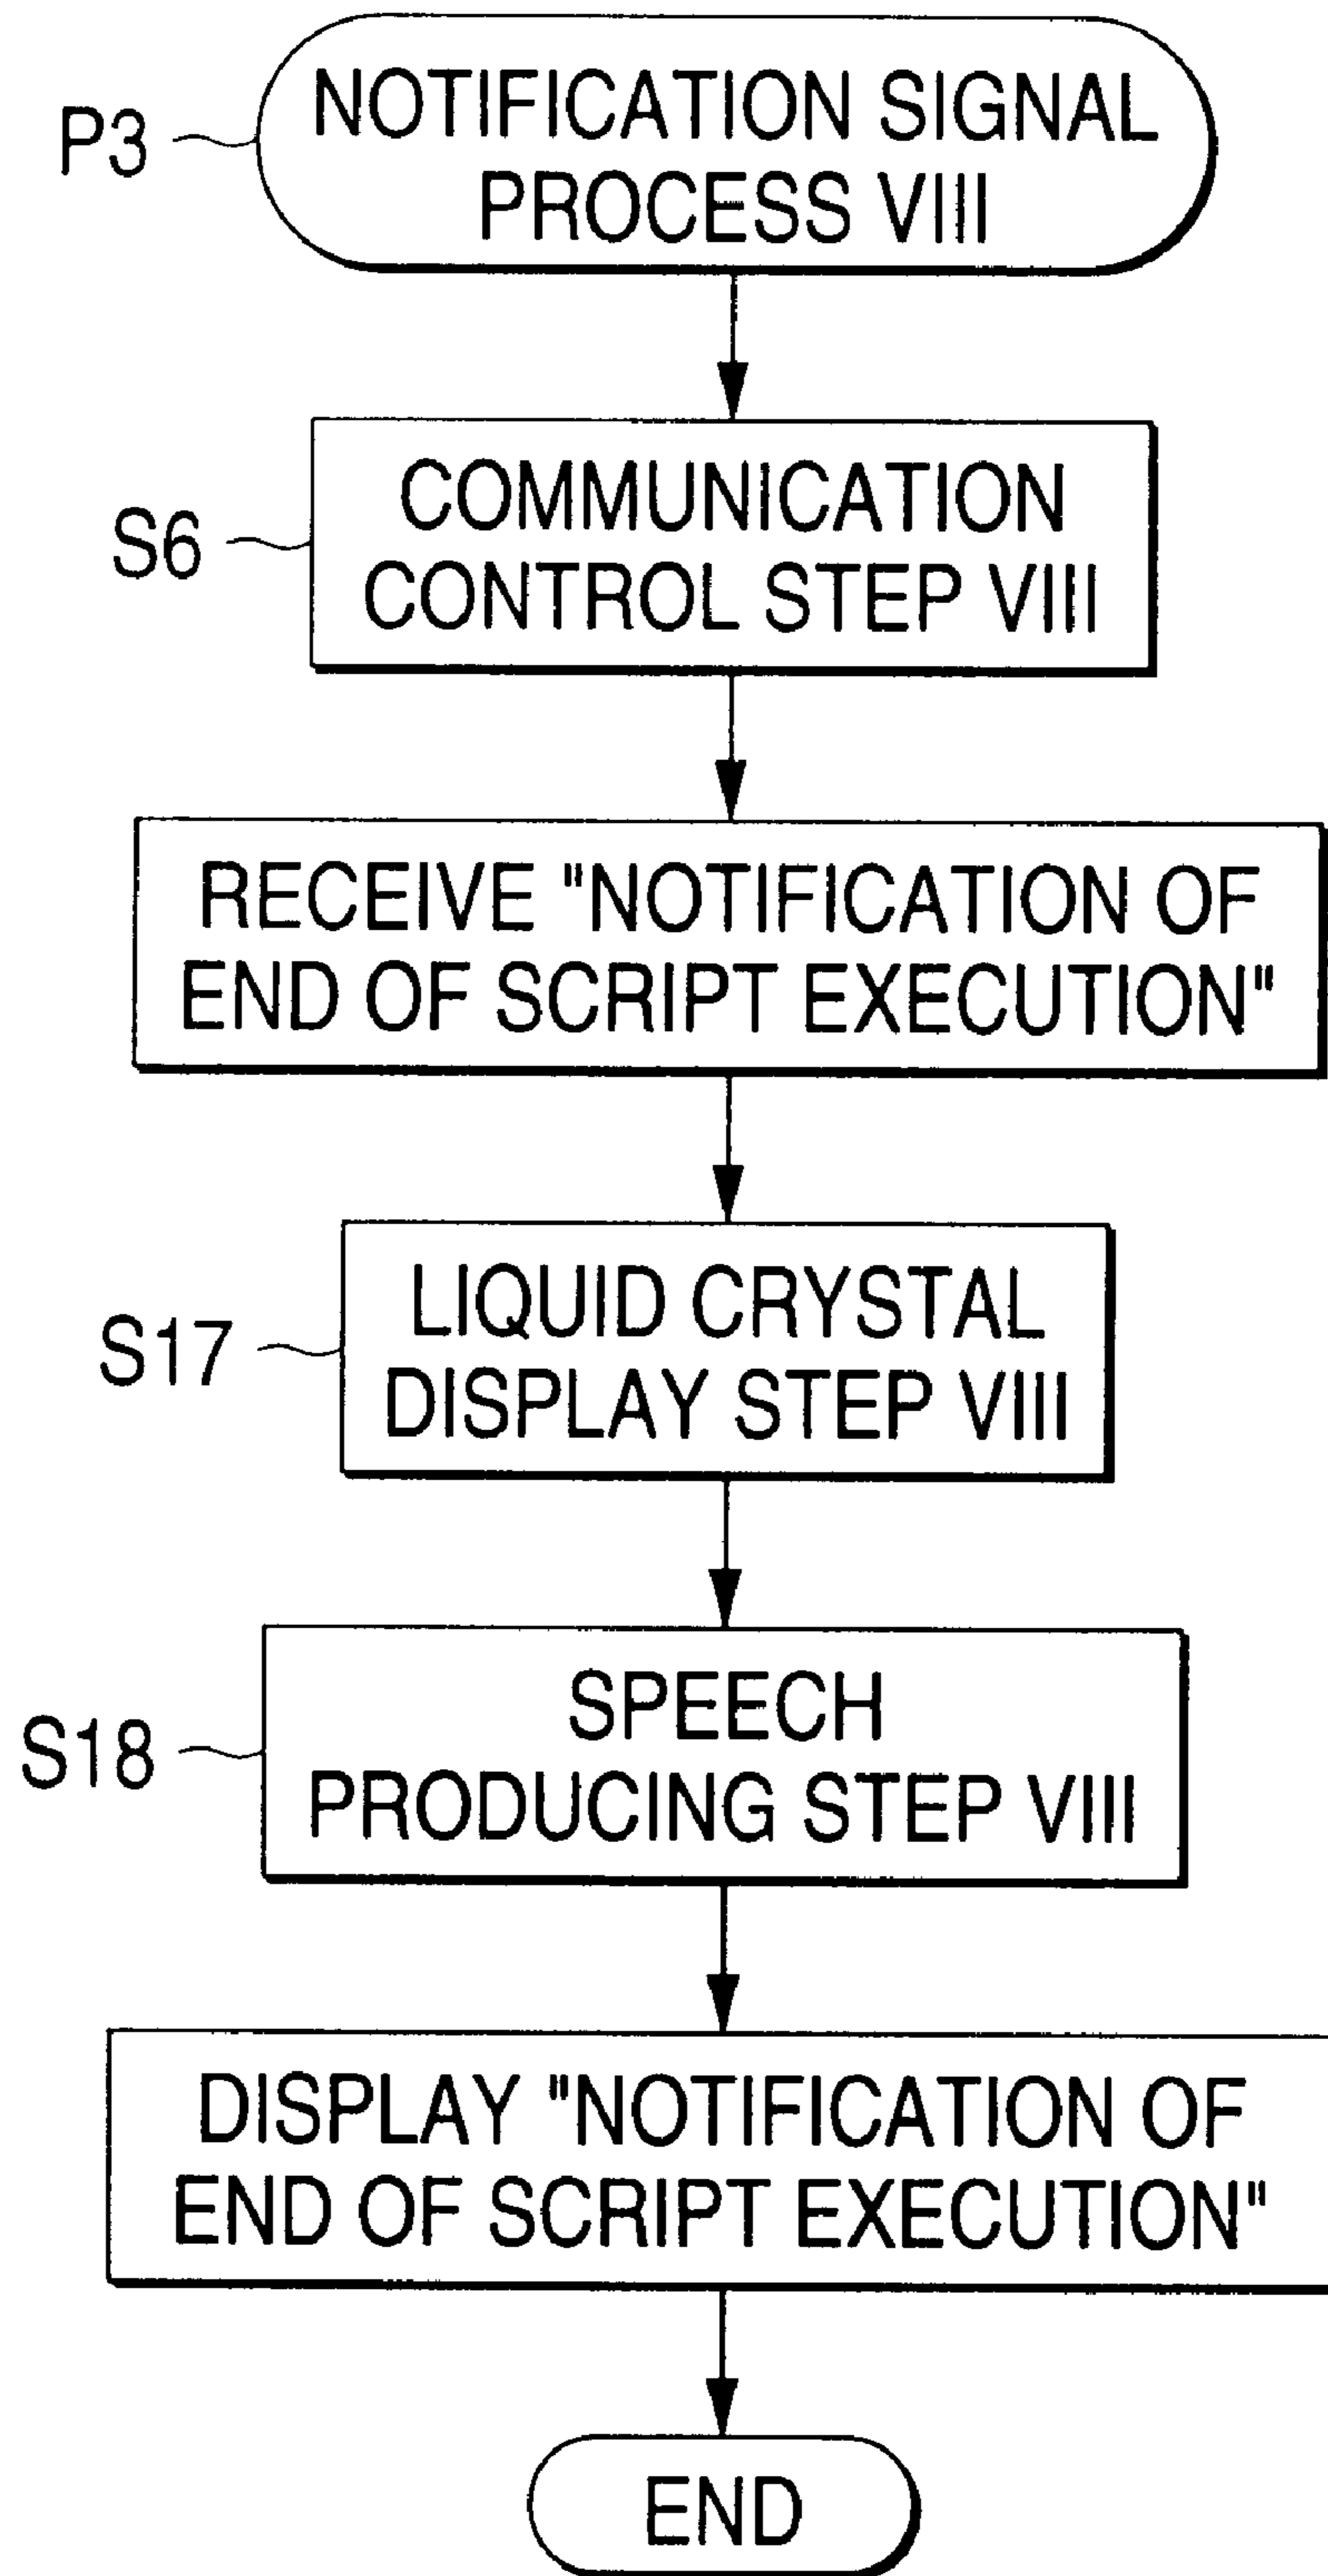 P3
NOTIFICATION SIGNAL
PROCESS VIII
S6
COMMUNICATION
CONTROL STEP VIII
RECEIVE "NOTIFICATION OF
END OF SCRIPT EXECUTION"
S17
LIQUID CRYSTAL
DISPLAY STEP VIII
S18
SPEECH
PRODUCING STEP VIII
DISPLAY "NOTIFICATION OF
END OF SCRIPT EXECUTION"
END